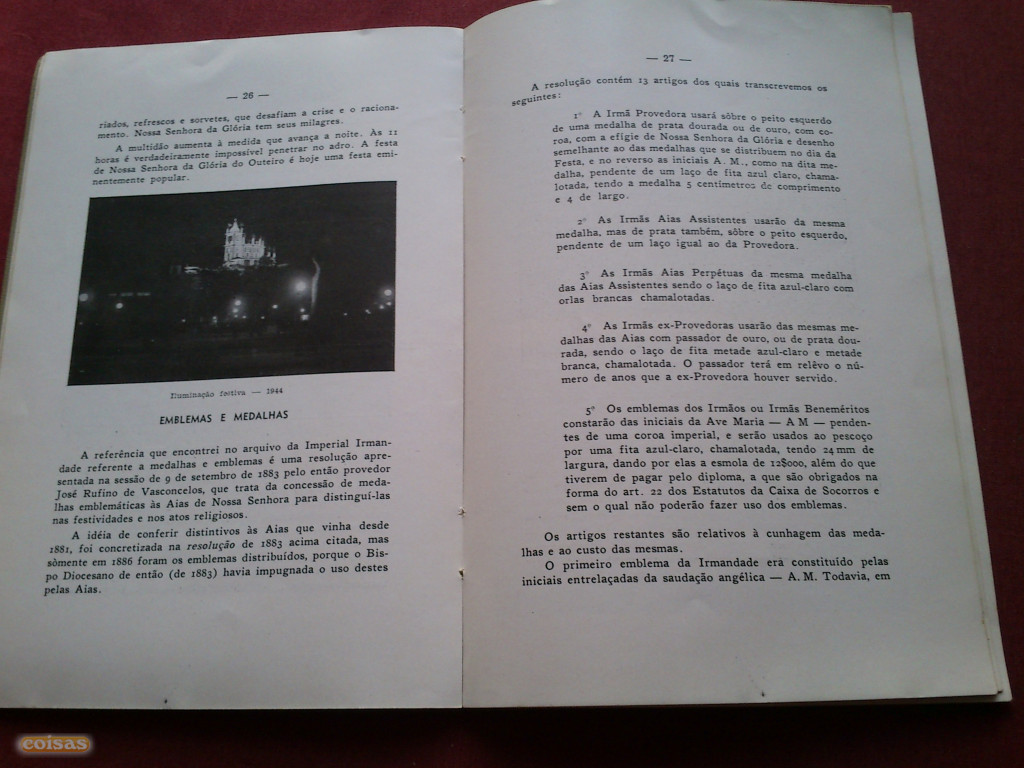 — 26 —
riados, refrescos e sorvetes, que desafiam a crise e o raciona-
mento. Nossa Senhora da Glória tem seus milagres.
A multidão aumenta à medida que avança a noite. Às 11
horas é verdadeiramente impossível penetrar no adro. A festa
de Nossa Senhora da Glória do Outeiro é hoje uma festa emi-
nentemente popular.
Iluminação festiva — 1944
EMBLEMAS E MEDALHAS
A referência que encontrei no arquivo da Imperial Irman-
dade referente a medalhas e emblemas é uma resolução apre-
sentada na sessão de 9 de setembro de 1883 pelo então provedor
José Rufino de Vasconcelos, que trata da concessão de meda-
lhas emblemáticas às Aias de Nossa Senhora para distinguí-las
nas festividades e nos atos religiosos.
A idéia de conferir distintivos às Aias que vinha desde
1881, foi concretizada na resolução de 1883 acima citada, mas
sòmente em 1886 foram os emblemas distribuídos, porque o Bis-
po Diocesano de então (de 1883) havia impugnada o uso destes
pelas Aias.
— 27 —
A resolução contém 13 artigos dos quais transcrevemos os
seguintes:
1º A Irmã Provedora usará sôbre o peito esquerdo
de uma medalha de prata dourada ou de ouro, com co-
roa, com a efígie de Nossa Senhora da Glória e desenho
semelhante ao das medalhas que se distribuem no dia da
Festa, e no reverso as iniciais A. M., como na dita me-
dalha, pendente de um laço de fita azul claro, chama-
lotada, tendo a medalha 5 centímetros de comprimento
e 4 de largo.
2º As Irmãs Aias Assistentes usarão da mesma
medalha, mas de prata também, sôbre o peito esquerdo,
pendente de um laço igual ao da Provedora.
3º As Irmãs Aias Perpétuas da mesma medalha
das Aias Assistentes sendo o laço de fita azul-claro com
orlas brancas chamalotadas.
4º As Irmãs ex-Provedoras usarão das mesmas me-
dalhas das Aias com passador de ouro, ou de prata dou-
rada, sendo o laço de fita metade azul-claro e metade
branca, chamalotada. O passador terá em relêvo o nú-
mero de anos que a ex-Provedora houver servido.
5º Os emblemas dos Irmãos ou Irmãs Beneméritos
constarão das iniciais da Ave Maria — A M — penden-
tes de uma coroa imperial, e serão usados ao pescoço
por uma fita azul-claro, chamalotada, tendo 24 mm de
largura, dando por elas a esmola de 12$000, além do que
tiverem de pagar pelo diploma, a que são obrigados na
forma do art. 22 dos Estatutos da Caixa de Socorros e
sem o qual não poderão fazer uso dos emblemas.
Os artigos restantes são relativos à cunhagem das meda-
lhas e ao custo das mesmas.
O primeiro emblema da Irmandade era constituído pelas
iniciais entrelaçadas da saudação angélica — A. M. Todavia, em
coisas